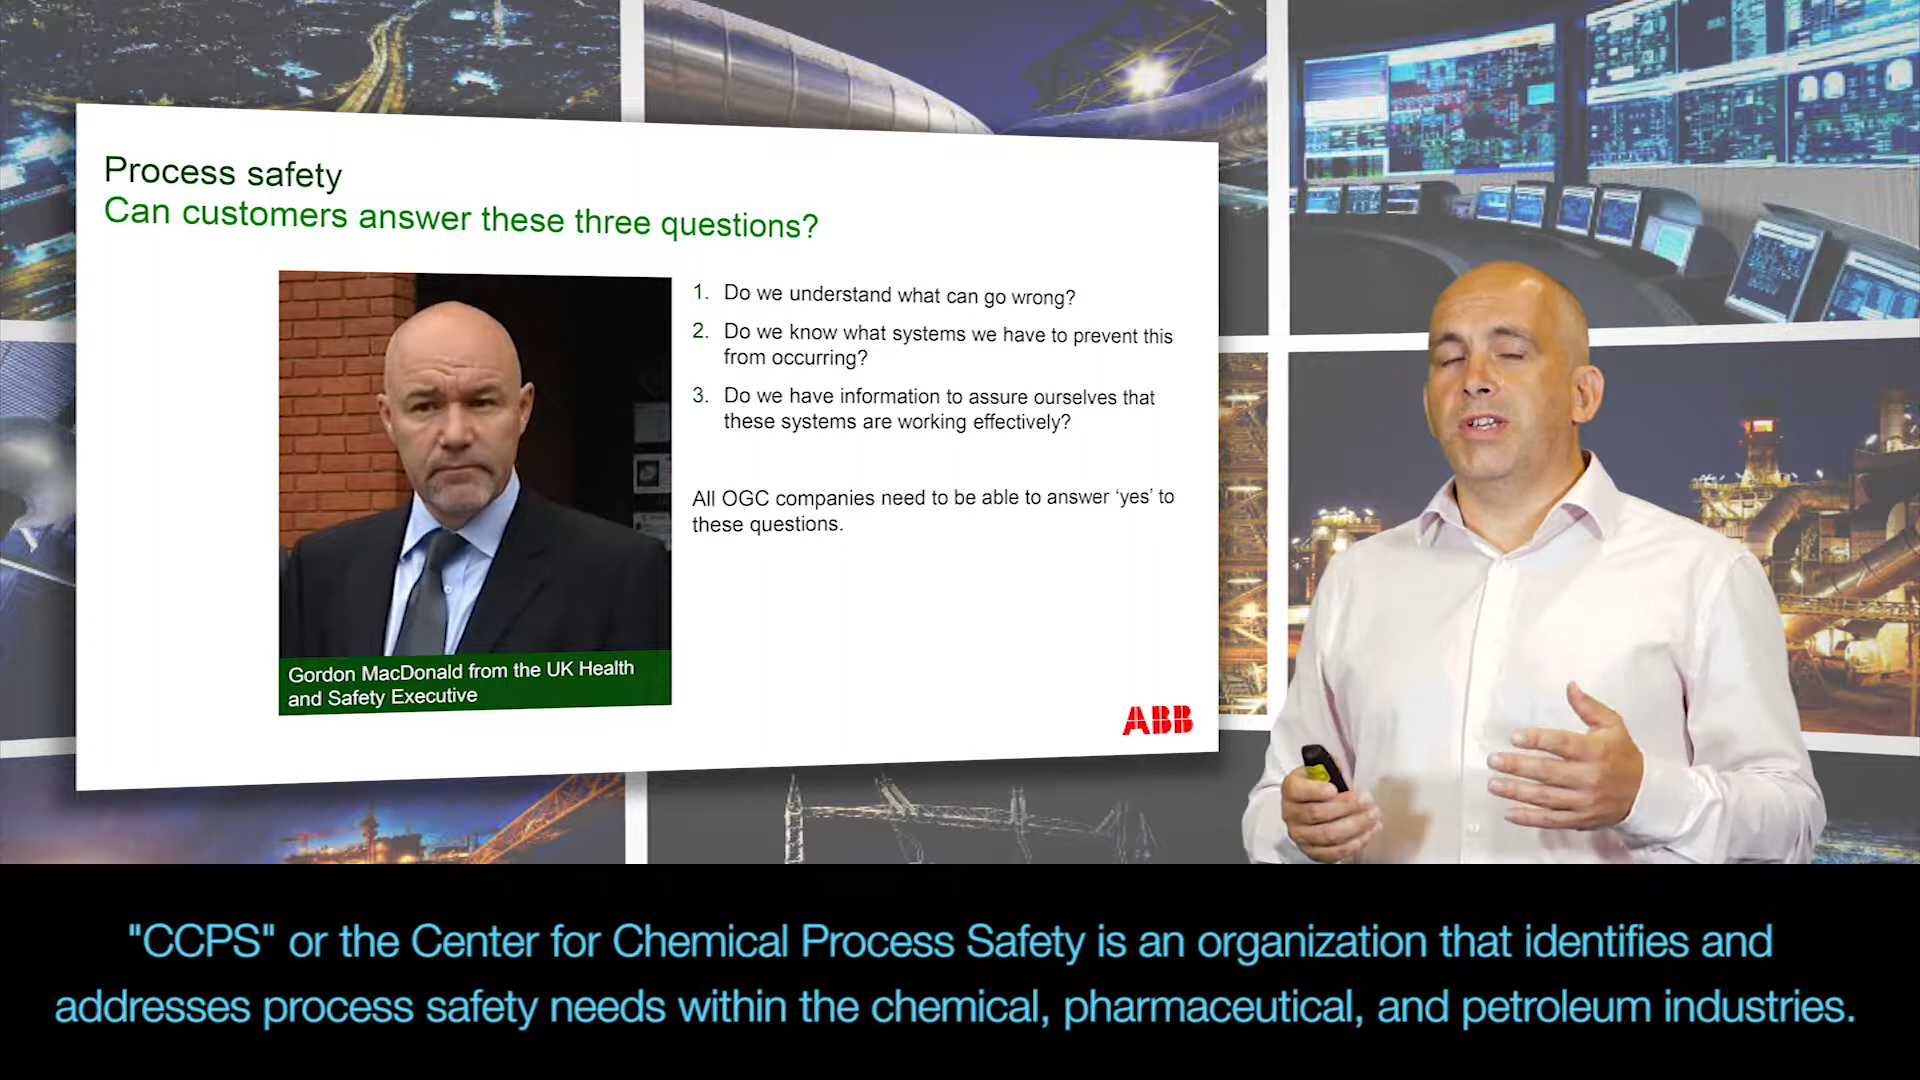 Process safety
Can customers answer these three questions?
1. Do we understand what can go wrong?
2. Do we know what systems we have to prevent this
from occurring?
3. Do we have information to assure ourselves that
these systems are working effectively?
All OGC companies need to be able to answer ‘yes’ to
these questions.
Gordon MacDonald from the UK Health
and Safety Executive
ABB
"CCPS" or the Center for Chemical Process Safety is an organization that identifies and
addresses process safety needs within the chemical, pharmaceutical, and petroleum industries.